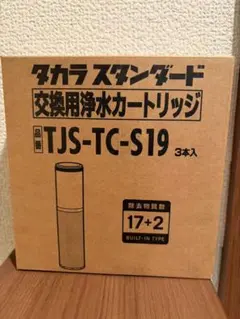 タカラスタンダード
交換用浄水カートリッジ
品番 TJS-TC-S19 3本入
除去物質数
17+2
BUILT-IN TYPE